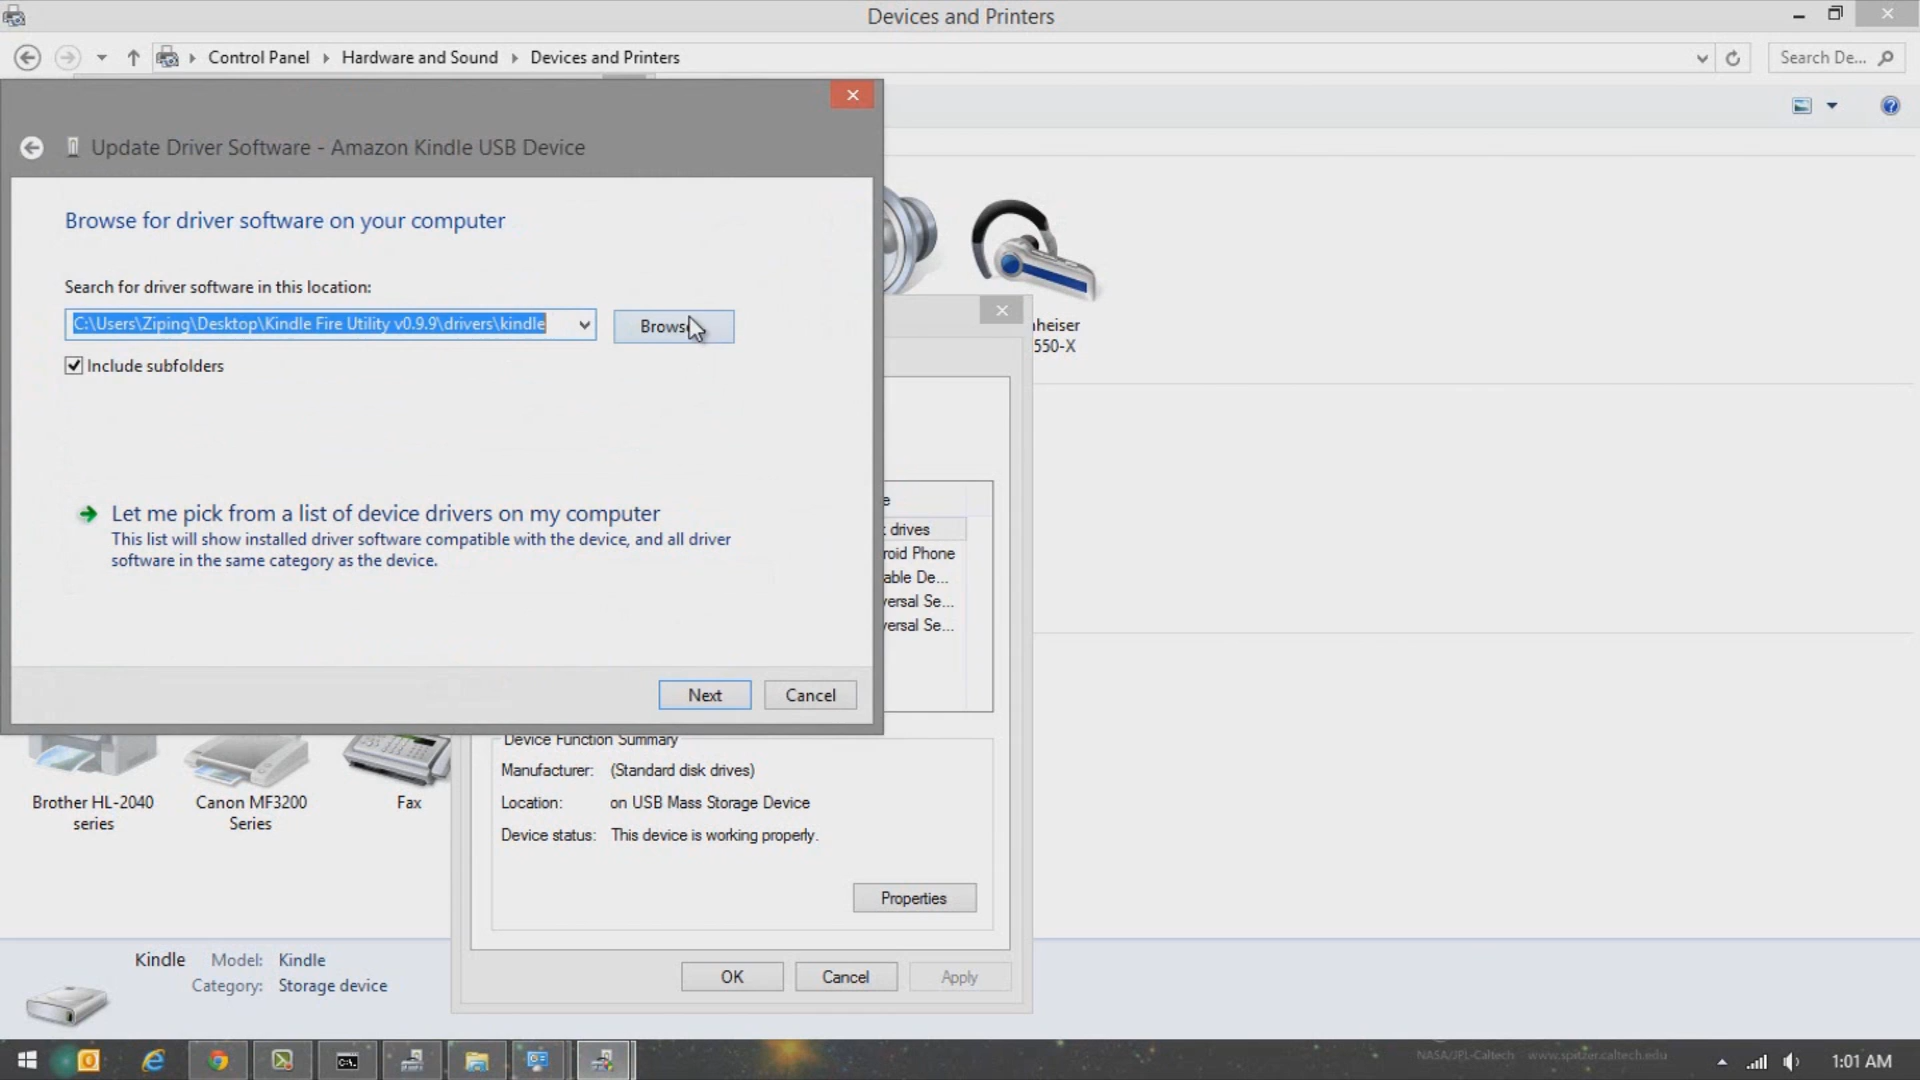 Devices and Printers
Control Panel
Hardware and Sound
Devices and Printers
Search De...
Update Driver Software - Amazon Kindle USB Device
Browse for driver software on your computer
Search for driver software in this location:
C:\Users\Ziping\Desktop\Kindle Fire Utility v0.9.9\drivers\kindle
Brows
Include subfolders
heiser
550-X
Let me pick from a list of device drivers on my computer
This list will show installed driver software compatible with the device, and all driver
software in the same category as the device.
e
drives
roid Phone
able De...
versal Se...
versal Se...
Next
Cancel
Device Function Summary
Manufacturer: (Standard disk drives)
Location: on USB Mass Storage Device
Device status: This device is working properly.
Properties
Brother HL-2040
series
Canon MF3200
Series
Fax
OK
Cancel
Apply
Kindle
Model: Kindle
Category: Storage device
NASA/JPL-Caltech www.spitzer.caltech.edu
1:01 AM